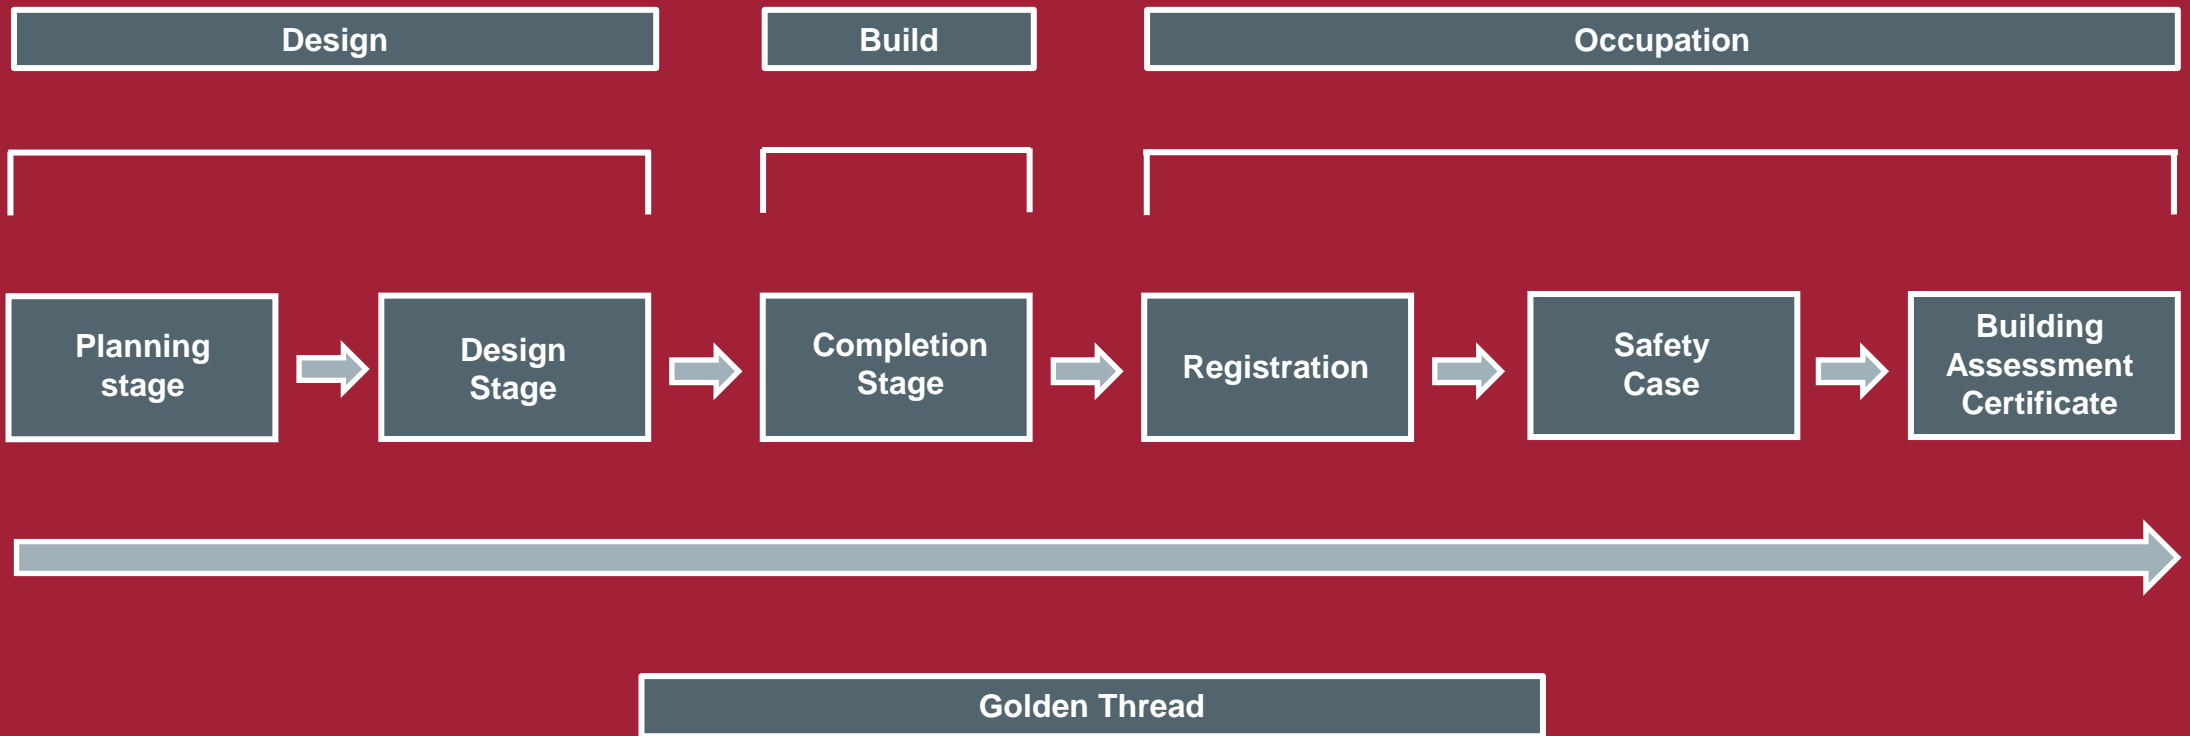 Design
Build
Occupation
Planning
stage
Design
Stage
Completion
Stage
Registration
Safety
Case
Building
Assessment
Certificate
Golden Thread